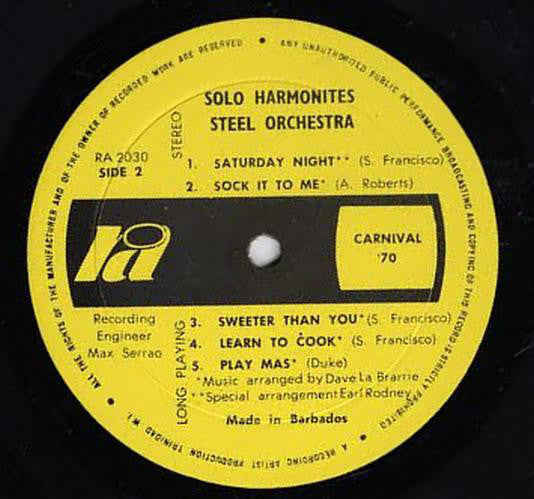 ALL THE RIGHTS OF THE MANUFACTURER AND OF THE OWNER OF RECORDED WORK ARE RESERVED • ANY UNAUTHORIZED PUBLIC PERFORMANCE BROADCASTING AND COPYING OF THIS RECORD IS STRICTLY PROHIBITED
• A RECORDING ARTIST PRODUCTION TRINIDAD W.I. •
SOLO HARMONITES
STEEL ORCHESTRA
STEREO
RA 2030
SIDE 2
1. SATURDAY NIGHT** (S. Francisco)
2. SOCK IT TO ME* (A. Roberts)
ra
CARNIVAL
'70
Recording
Engineer
Max Serrao
LONG PLAYING
3. SWEETER THAN YOU* (S. Francisco)
4. LEARN TO COOK* (S. Francisco)
5. PLAY MAS* (Duke)
*Music arranged by Dave La
**Special arrangement Earl Rodney
Made in Barbados